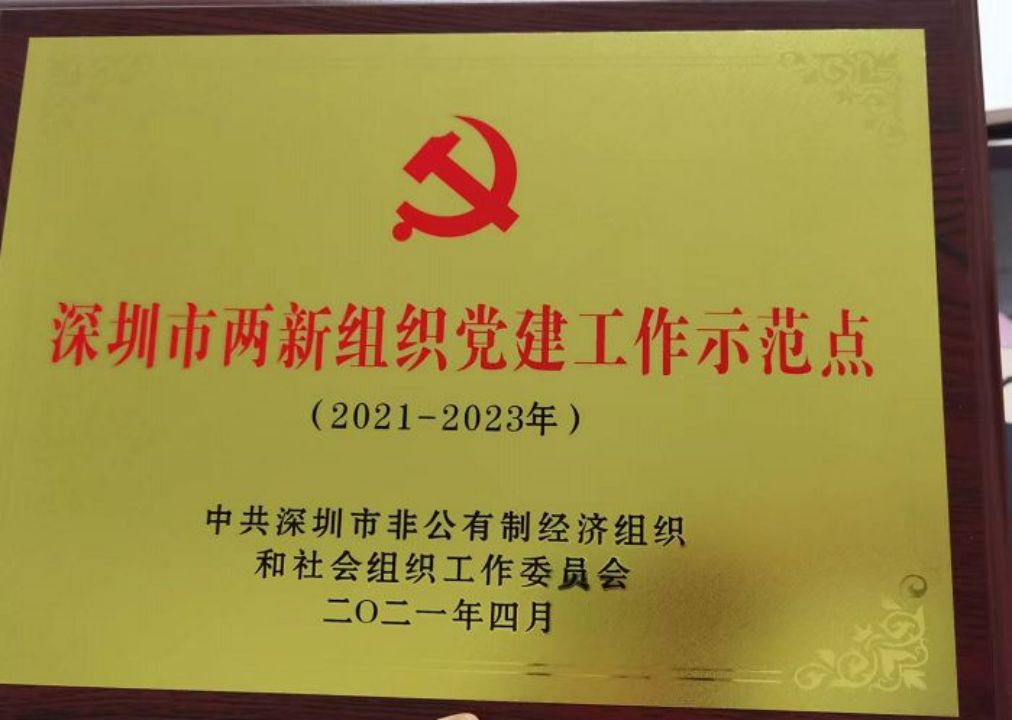 深圳市两新组织党建工作示范点
（2021-2023年）
中共深圳市非公有制经济组织
和社会组织工作委员会
二〇二一年四月